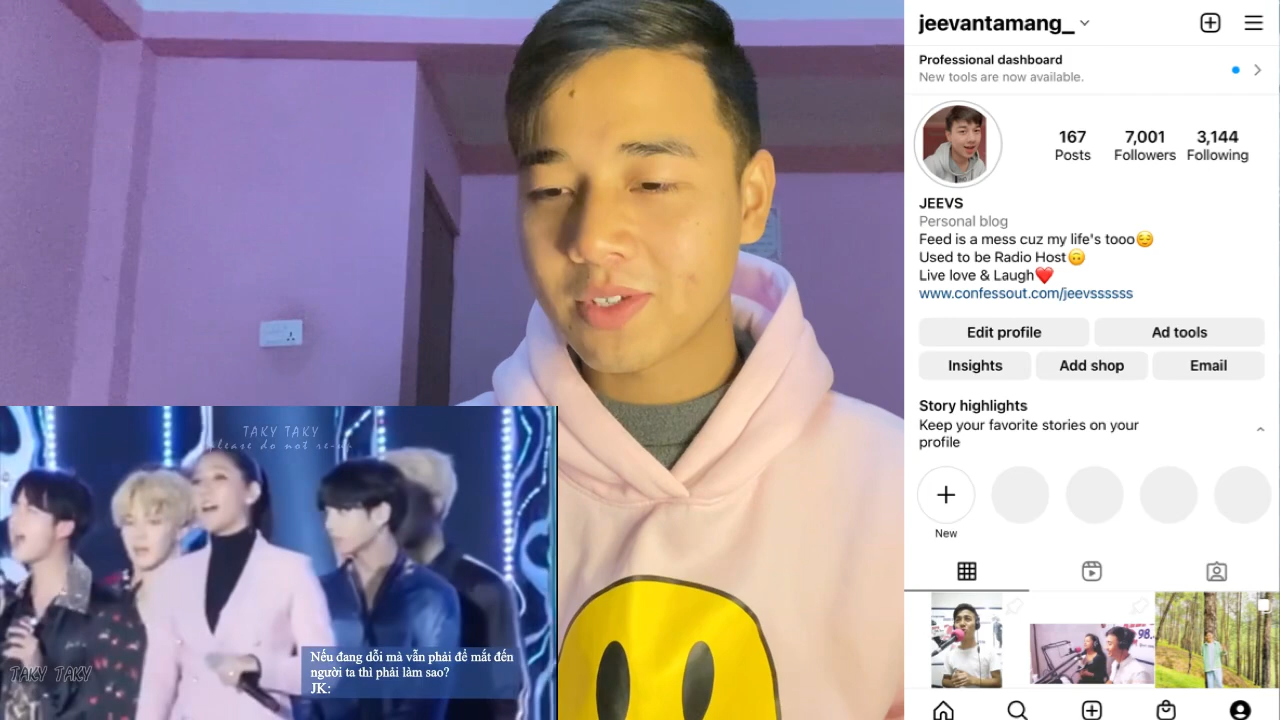 jeevantamang_
Professional dashboard
New tools are now available.
167 7,001 3,144
Posts Followers Following
JEEVS
Personal blog
Feed is a mess cuz my life's tooo😌
Used to be Radio Host🙃
Live love & Laugh❤️
www.confessout.com/jeevssssss
Edit profile Ad tools
Insights Add shop Email
Story highlights
Keep your favorite stories on your
profile
New
98.
TAKY TAKY
please do not re-up
TAKY TAKY
Nếu đang dỗi mà vẫn phải để mắt đến
người ta thì phải làm sao?
JK: